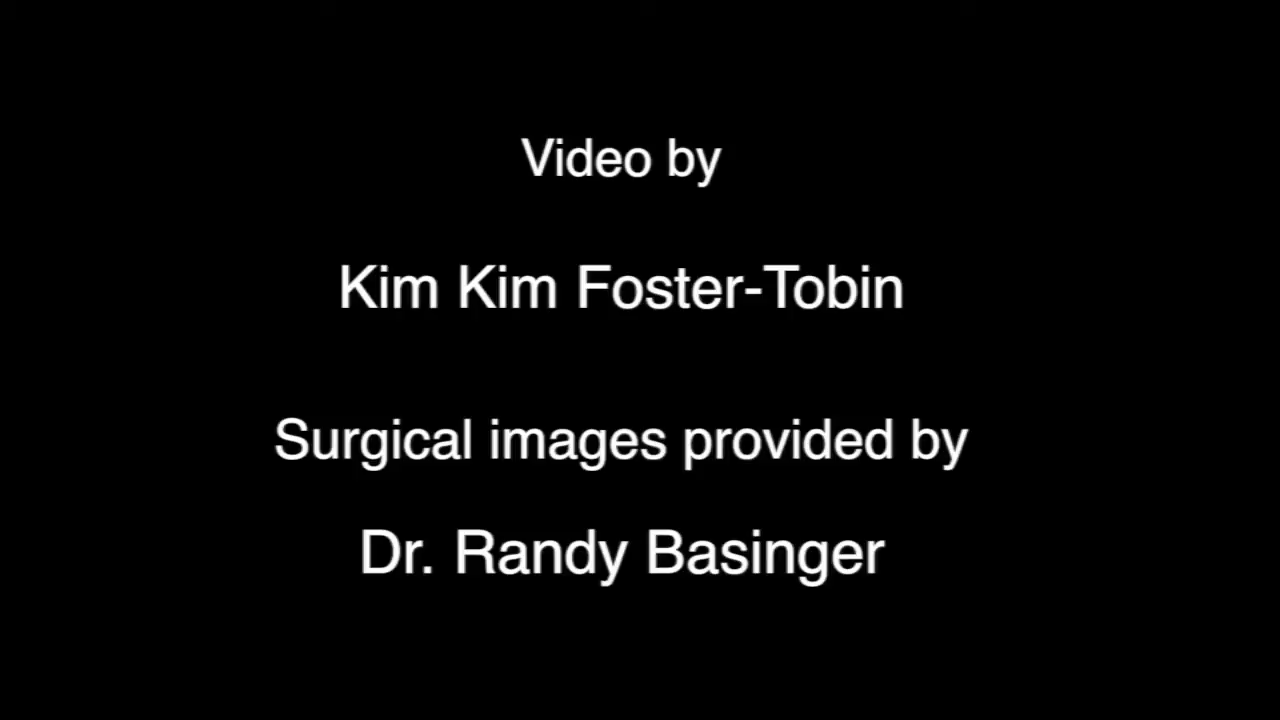 Video by
Kim Kim Foster-Tobin
Surgical images provided by
Dr. Randy Basinger